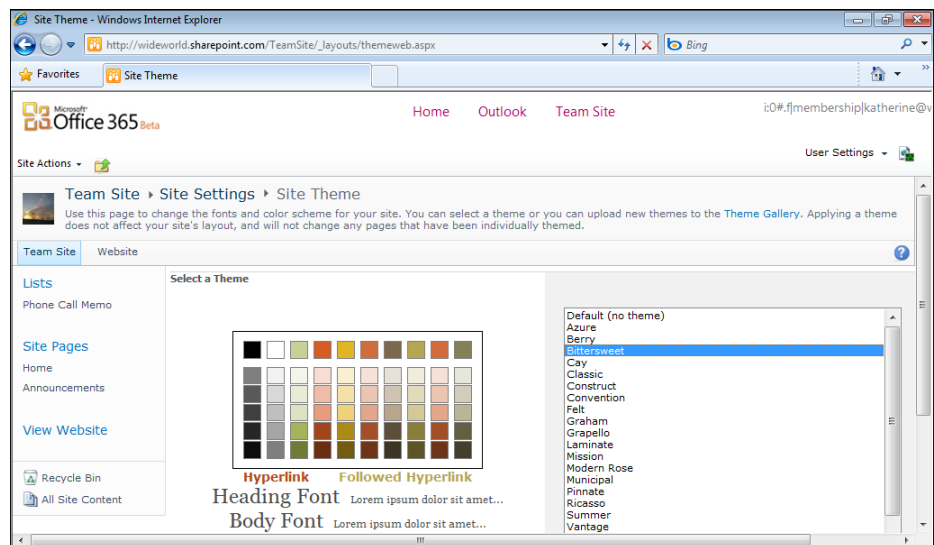 Site Theme - Windows Internet Explorer
http://wideworld.sharepoint.com/TeamSite/_layouts/themeweb.aspx
Bing
Favorites
Site Theme
Microsoft
Office 365 Beta
Home Outlook Team Site
i:0#.f|membership|katherine@w
Site Actions
User Settings
Team Site Site Settings Site Theme
Use this page to change the fonts and color scheme for your site. You can select a theme or you can upload new themes to the Theme Gallery. Applying a theme
does not affect your site's layout, and will not change any pages that have been individually themed.
Team Site Website
Lists
Phone Call Memo
Site Pages
Home
Announcements
View Website
Recycle Bin
All Site Content
Select a Theme
Hyperlink Followed Hyperlink
Heading Font Lorem ipsum dolor sit amet...
Body Font Lorem ipsum dolor sit amet...
Default (no theme)
Azure
Berry
Bittersweet
Cay
Classic
Construct
Convention
Felt
Graham
Grapello
Laminate
Mission
Modern Rose
Municipal
Pinnate
Ricasso
Summer
Vantage